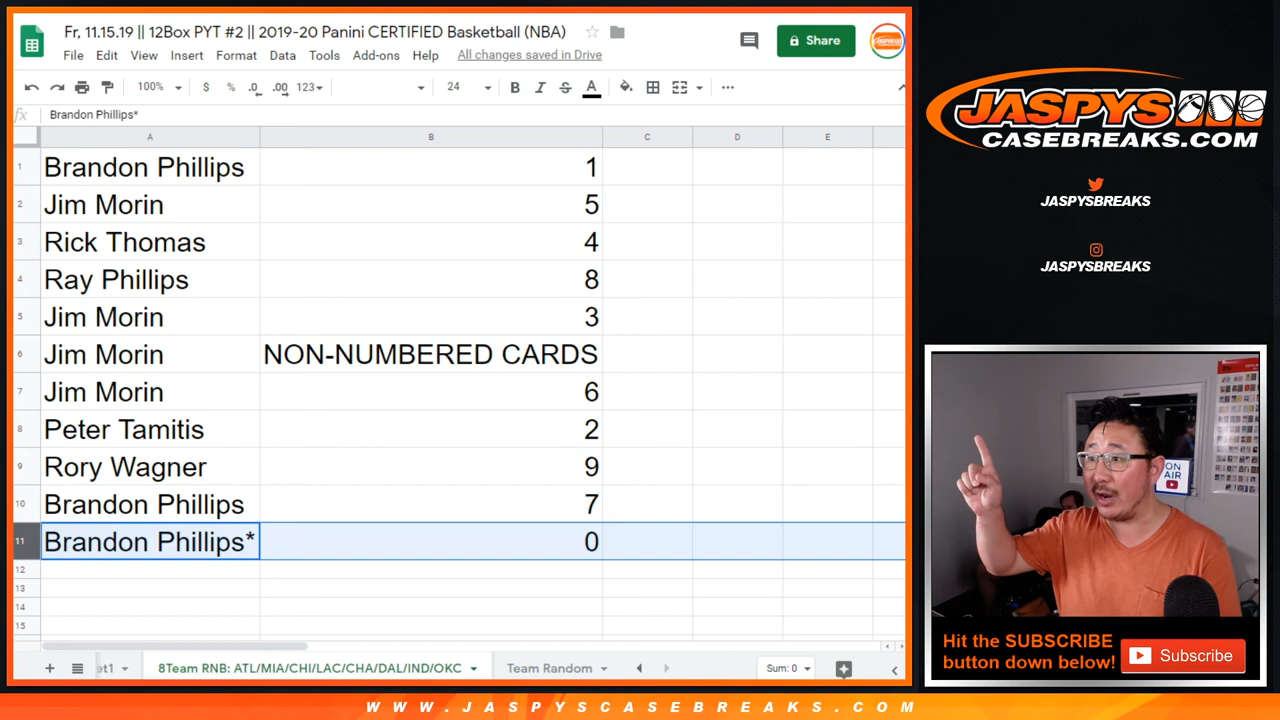 Fr, 11.15.19 || 12Box PYT #2 || 2019-20 Panini CERTIFIED Basketball (NBA)
File Edit View Insert Format Data Tools Add-ons Help All changes saved in Drive
Share
100% $ % .0 .00 123 24 B I S A
fx Brandon Phillips*
A B C D E
1 Brandon Phillips 1
2 Jim Morin 5
3 Rick Thomas 4
4 Ray Phillips 8
5 Jim Morin 3
6 Jim Morin NON-NUMBERED CARDS
7 Jim Morin 6
8 Peter Tamitis 2
9 Rory Wagner 9
10 Brandon Phillips 7
11 Brandon Phillips* 0
12
13
14
15
et1 8Team RNB: ATL/MIA/CHI/LAC/CHA/DAL/IND/OKC Team Random Sum: 0
JASPYS
CASEBREAKS.COM
JASPYSBREAKS
JASPYSBREAKS
ON
AIR
Hit the SUBSCRIBE
button down below!
Subscribe
WWW.JASPYSCASEBREAKS.COM